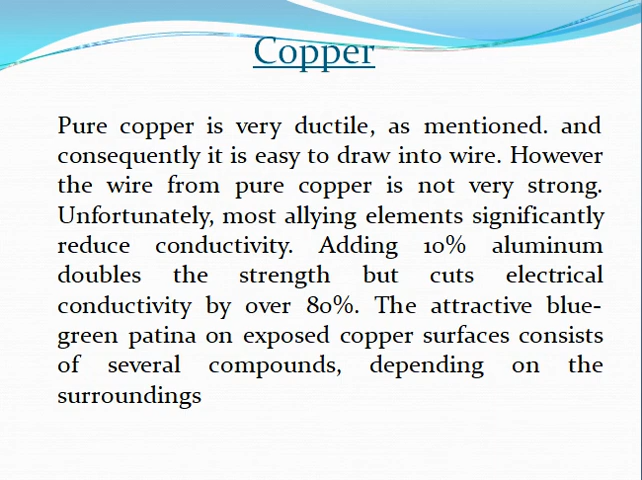 Copper
Pure copper is very ductile, as mentioned. and
consequently it is easy to draw into wire. However
the wire from pure copper is not very strong.
Unfortunately, most allying elements significantly
reduce conductivity. Adding 10% aluminum
doubles the strength but cuts electrical
conductivity by over 80%. The attractive blue-
green patina on exposed copper surfaces consists
of several compounds, depending on the
surroundings